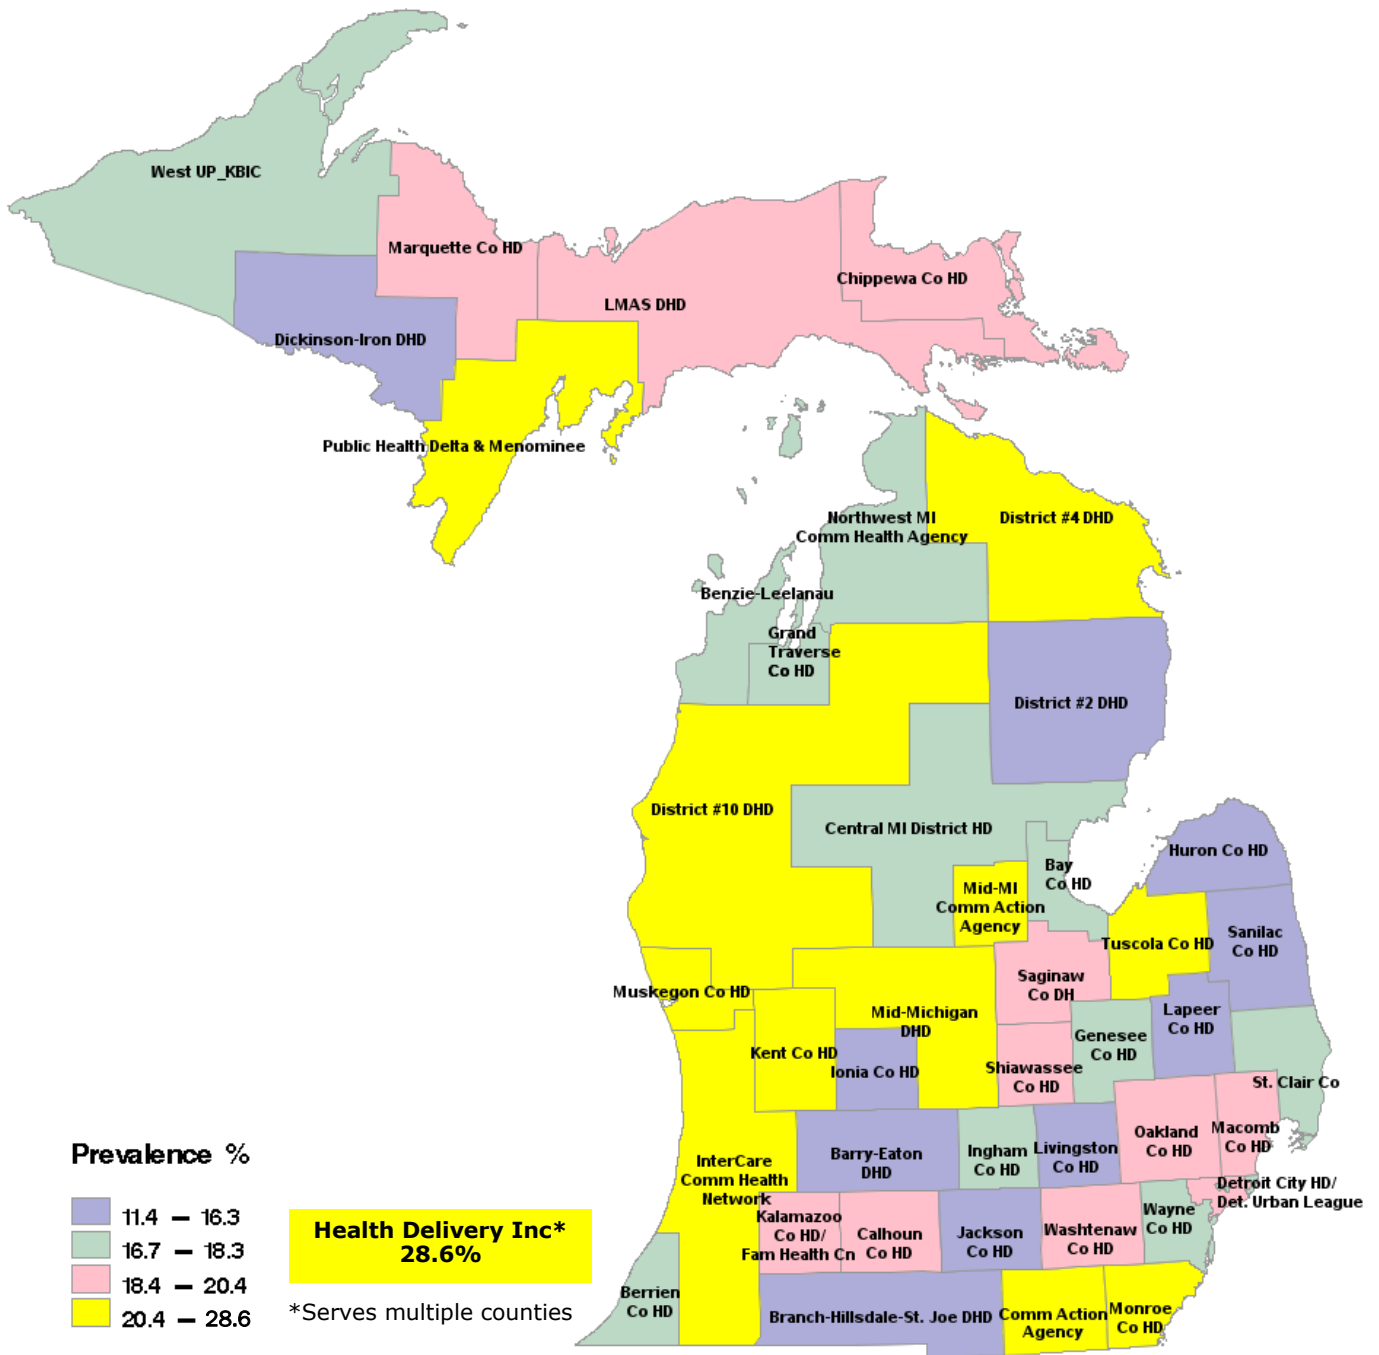 West UP_KBIC
Marquette Co HD
Chippewa Co HD
LMAS DHD
Dickinson-Iron DHD
Public Health Delta & Menominee
Northwest MI
Comm Health Agency
District #4 DHD
Benzie-Leelanau
Grand
Traverse
Co HD
District #2 DHD
District #10 DHD
Central MI District HD
Huron Co HD
Bay
Co HD
Mid-MI
Comm Action
Agency
Tuscola Co HD
Sanilac
Co HD
Saginaw
Co DH
Muskegon Co HD
Mid-Michigan
DHD
Lapeer
Co HD
Genesee
Co HD
Kent Co HD
Ionia Co HD
Shiawassee
Co HD
St. Clair Co
Oakland
Co HD
Macomb
Co HD
InterCare
Comm Health
Network
Barry-Eaton
DHD
Ingham
Co HD
Livingston
Co HD
Detroit City HD/
Det. Urban League
Kalamazoo
Co HD/
Fam Health Cn
Calhoun
Co HD
Jackson
Co HD
Washtenaw
Co HD
Wayne
Co HD
Berrien
Co HD
Branch-Hillsdale-St. Joe DHD
Comm Action
Agency
Monroe
Co HD
Prevalence %
11.4 – 16.3
16.7 – 18.3
18.4 – 20.4
20.4 – 28.6
Health Delivery Inc*
28.6%
*Serves multiple counties